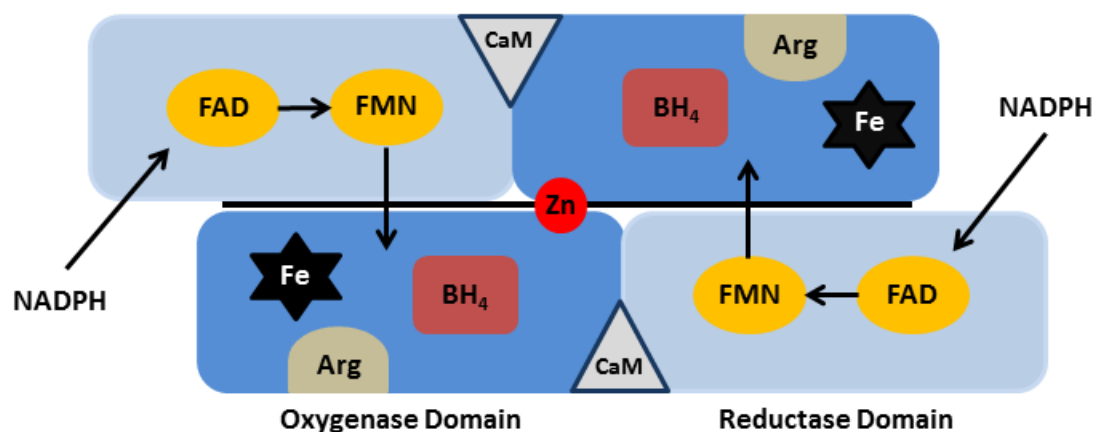 CaM
Arg
FAD
FMN
BH₄
Fe
NADPH
Zn
NADPH
Fe
BH₄
FMN
FAD
Arg
CaM
Oxygenase Domain
Reductase Domain